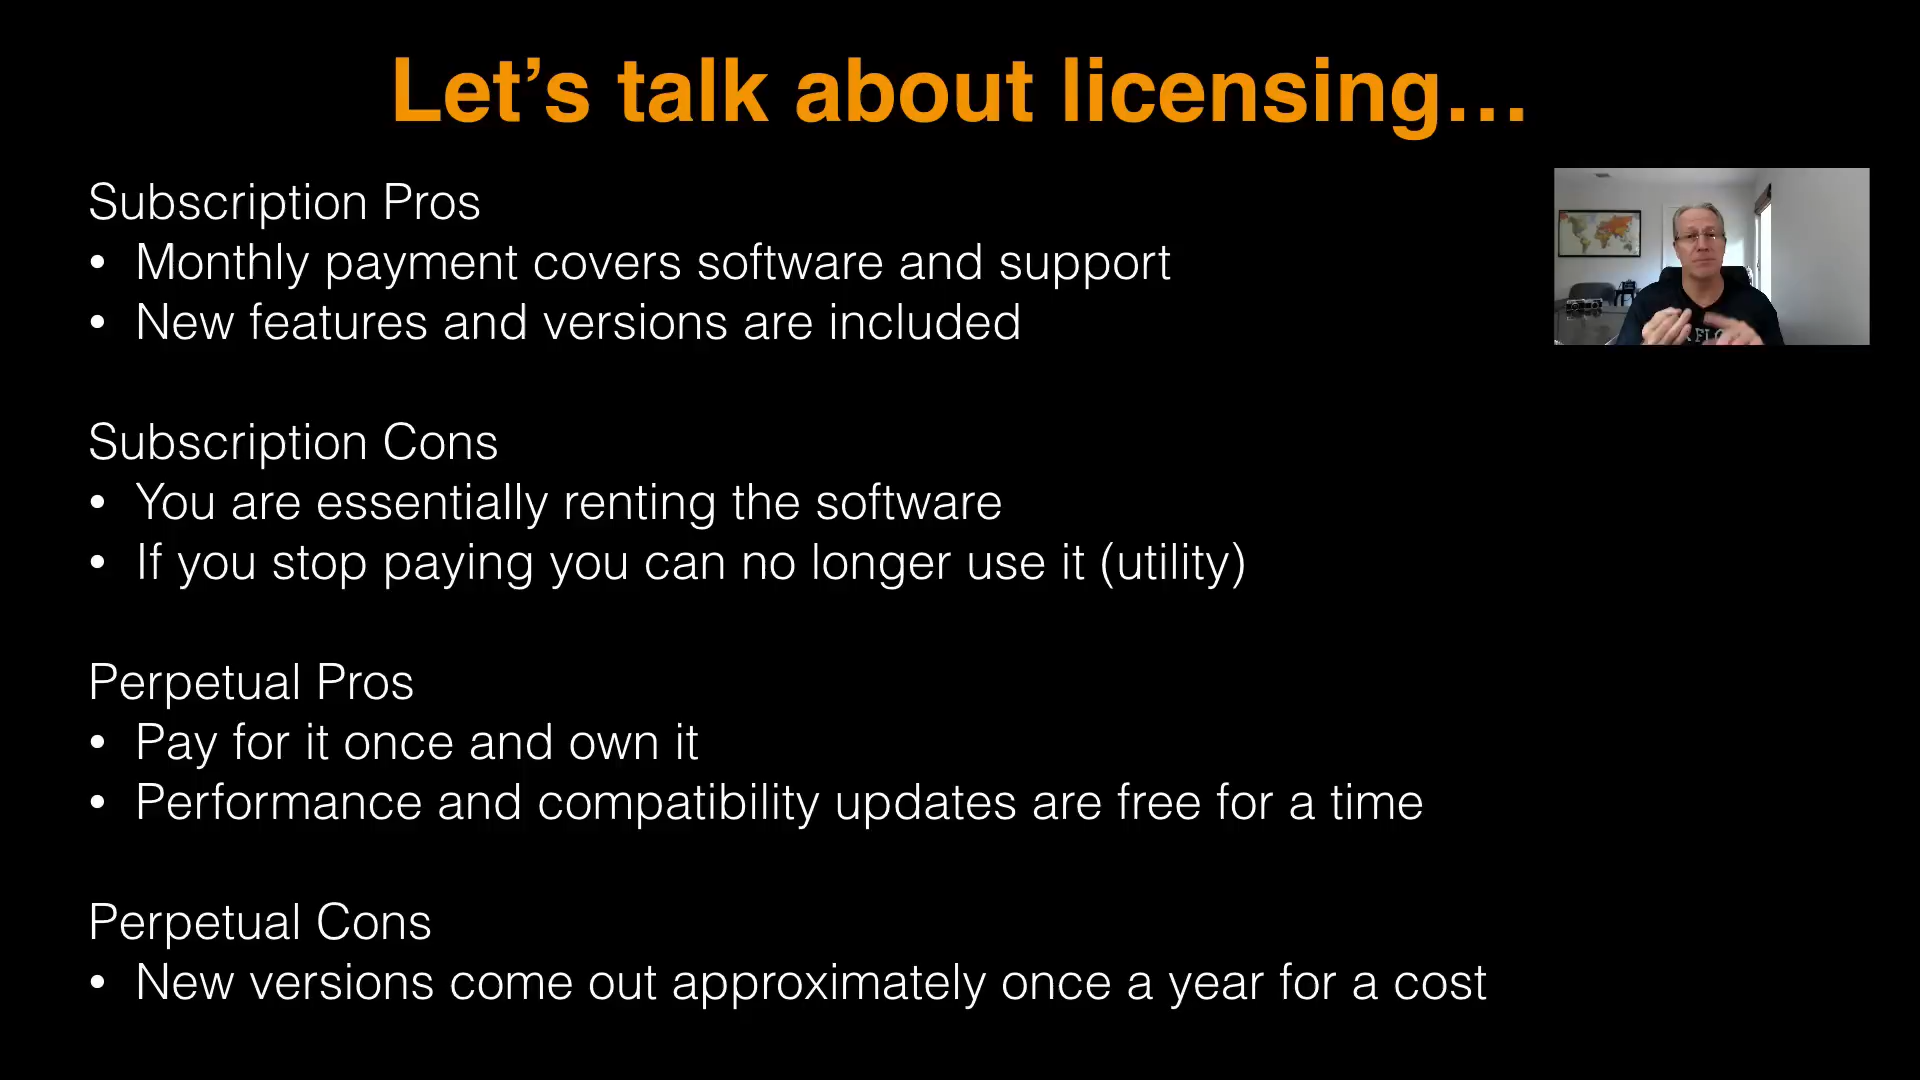 Let’s talk about licensing…
Subscription Pros
• Monthly payment covers software and support
• New features and versions are included
Subscription Cons
• You are essentially renting the software
• If you stop paying you can no longer use it (utility)
Perpetual Pros
• Pay for it once and own it
• Performance and compatibility updates are free for a time
Perpetual Cons
• New versions come out approximately once a year for a cost